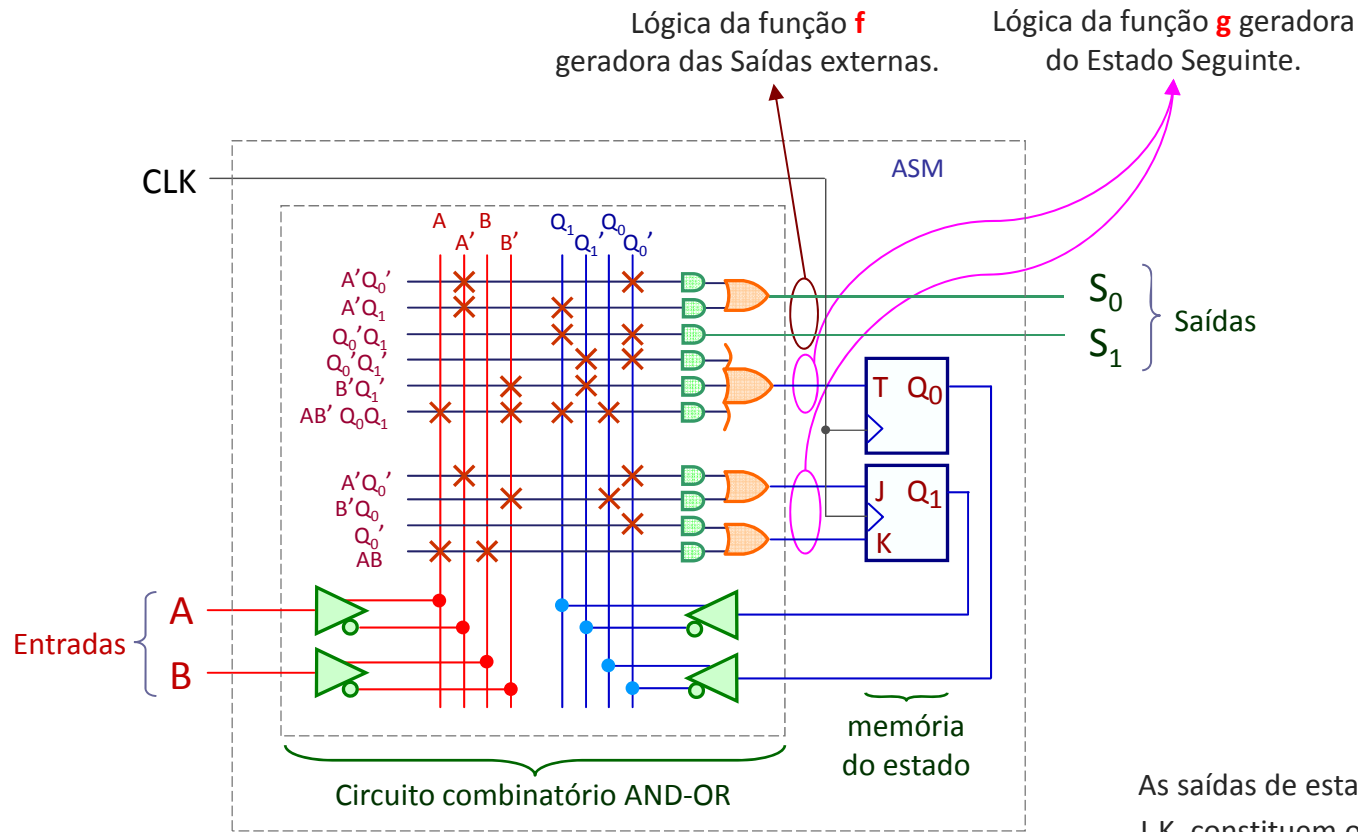 Lógica da função f
geradora das Saídas externas.
Lógica da função g geradora
do Estado Seguinte.
CLK
ASM
A
A'
B
B'
Q₁
Q₁'
Q₀
Q₀'
A'Q₀'
A'Q₁
Q₀'Q₁
Q₀'Q₁'
B'Q₁'
AB' Q₀Q₁
A'Q₀'
B'Q₀
Q₀'
AB
S₀
S₁
Saídas
T Q₀
J Q₁
K
Entradas
A
B
memória
do estado
Circuito combinatório AND-OR
As saídas de esta
J K constituem